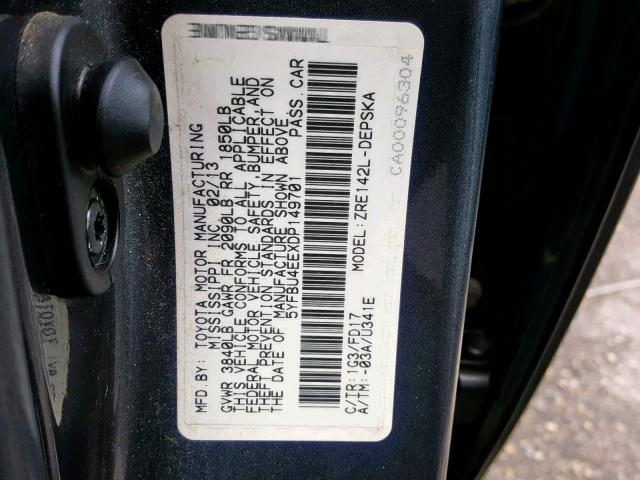 MFD BY: TOYOTA MOTOR MANUFACTURING
MISSISSIPPI INC 02/13
GVWR 3840LB GAWR FR 2090LB RR 1850LB
THIS VEHICLE CONFORMS TO ALL APPLICABLE
FEDERAL MOTOR VEHICLE SAFETY, BUMPER, AND
THEFT PREVENTION STANDARDS IN EFFECT ON
THE DATE OF MANUFACTURE SHOWN ABOVE.
5YFBU4EEXDP149701 PASS.CAR
MODEL: ZRE142L-DEPSKA
C/TR: 1G3/FD17
A/TM: -03A/U341E
CA00096304